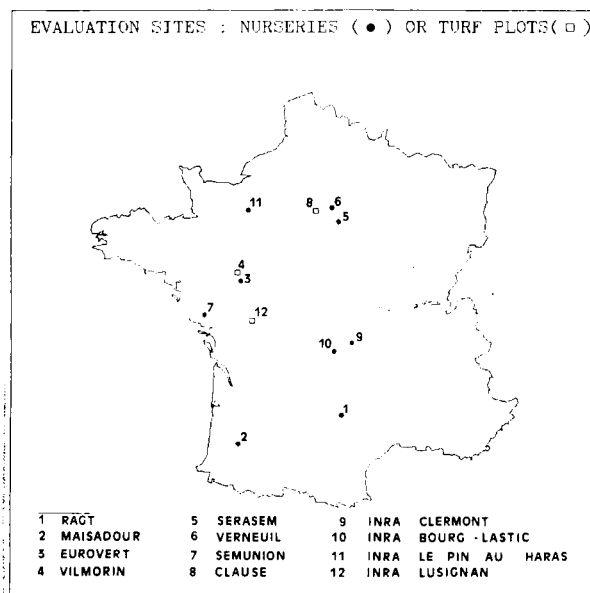 EVALUATION SITES : NURSERIES (●) OR TURF PLOTS(□)
11
8
6
5
4
3
7
12
10
9
1
2
1 RAGT 5 SERASEM 9 INRA CLERMONT
2 MAISADOUR 6 VERNEUIL 10 INRA BOURG-LASTIC
3 EUROVERT 7 SEMUNION 11 INRA LE PIN AU HARAS
4 VILMORIN 8 CLAUSE 12 INRA LUSIGNAN